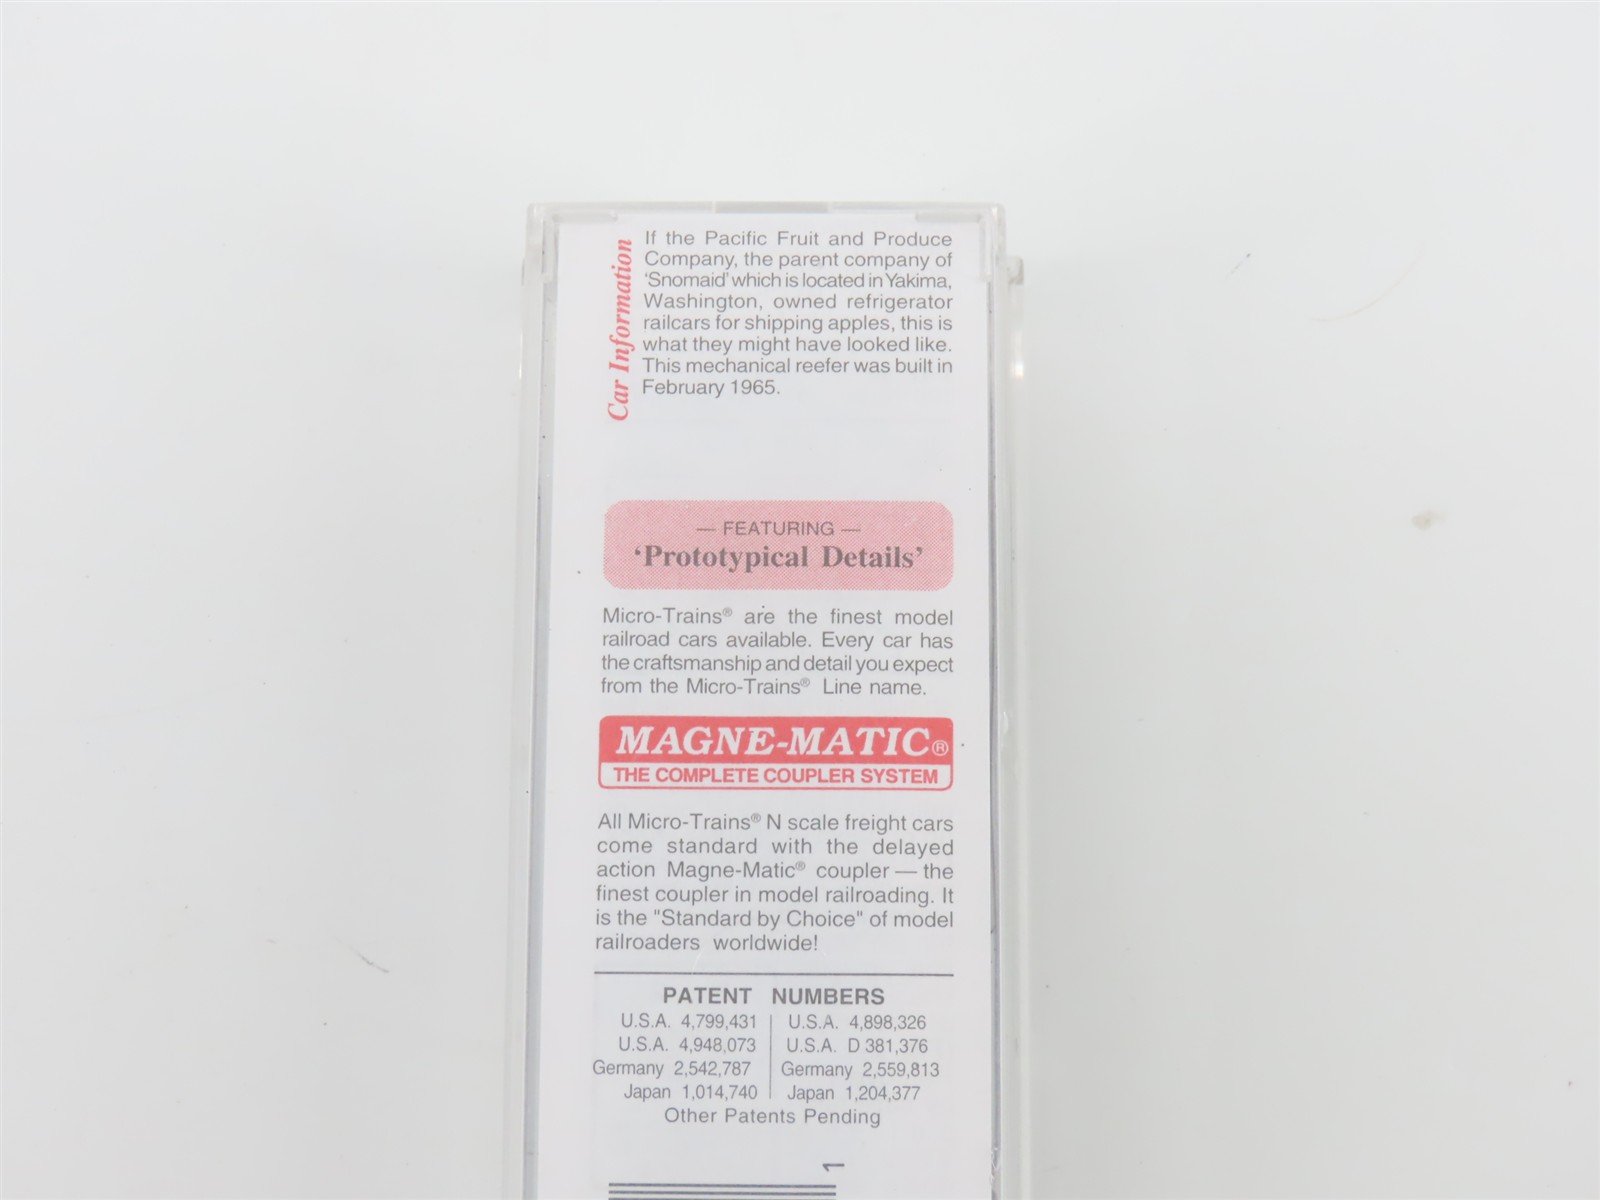 Car Information
If the Pacific Fruit and Produce
Company, the parent company of
'Snomaid' which is located in Yakima,
Washington, owned refrigerator
railcars for shipping apples, this is
what they might have looked like.
This mechanical reefer was built in
February 1965.
— FEATURING —
'Prototypical Details'
Micro-Trains® are the finest model
railroad cars available. Every car has
the craftsmanship and detail you expect
from the Micro-Trains® Line name.
MAGNE-MATIC®
THE COMPLETE COUPLER SYSTEM
All Micro-Trains® N scale freight cars
come standard with the delayed
action Magne-Matic® coupler — the
finest coupler in model railroading. It
is the "Standard by Choice" of model
railroaders worldwide!
PATENT NUMBERS
U.S.A. 4,799,431 | U.S.A. 4,898,326
U.S.A. 4,948,073 | U.S.A. D 381,376
Germany 2,542,787 | Germany 2,559,813
Japan 1,014,740 | Japan 1,204,377
Other Patents Pending
1